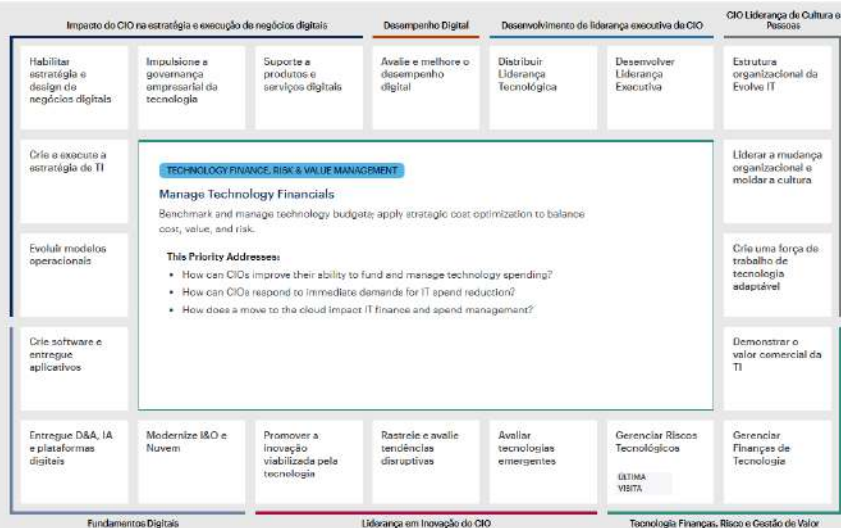 Impacto do CIO na estratégia e execução de negócios digitais
Desempenho Digital
Desenvolvimento de liderança executiva de CIO
CIO Liderança de Cultura e
Pessoas
Habilitar
estratégia e
design de
negócios digitais
Impulsione a
governança
empresarial da
tecnologia
Suporte a
produtos e
serviços digitais
Avalie e melhore o
desempenho
digital
Distribuir
Liderança
Tecnológica
Desenvolver
Liderança
Executiva
Estrutura
organizacional da
Evolve IT
Crie e execute a
estratégia de TI
TECHNOLOGY FINANCE, RISK & VALUE MANAGEMENT
Manage Technology Financials
Benchmark and manage technology budgets; apply strategic cost optimization to balance
cost, value, and risk.
This Priority Addresses:
• How can CIOs improve their ability to fund and manage technology spending?
• How can CIOs respond to immediate demands for IT spend reduction?
• How does a move to the cloud impact IT finance and spend management?
Liderar a mudança
organizacional e
moldar a cultura
Evoluir modelos
operacionais
Crie uma força de
trabalho de
tecnologia
adaptável
Crie software e
entregue
aplicativos
Demonstrar o
valor comercial da
TI
Entregue D&A, IA
e plataformas
digitais
Modernize I&O e
Nuvem
Promover a
inovação
viabilizada pela
tecnologia
Rastreie e avalie
tendências
disruptivas
Avaliar
tecnologias
emergentes
Gerenciar Riscos
Tecnológicos
ÚLTIMA
VISITA
Gerenciar
Finanças de
Tecnologia
Fundamentos Digitais
Liderança em Inovação do CIO
Tecnologia Finanças, Risco e Gestão de Valor